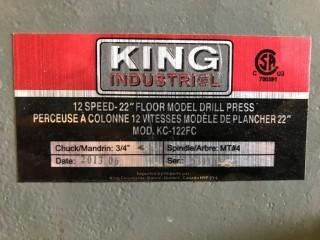 KING
INDUSTRIAL
C US
12 SPEED- 22" FLOOR MODEL DRILL PRESS
PERCEUSE À COLONNE 12 VITESSES MODÈLE DE PLANCHER 22"
MOD. KC-122FC
Chuck/Mandrin: 3/4"
Spindle/Arbre: MT#4
Date: 2013.06
Ser.: